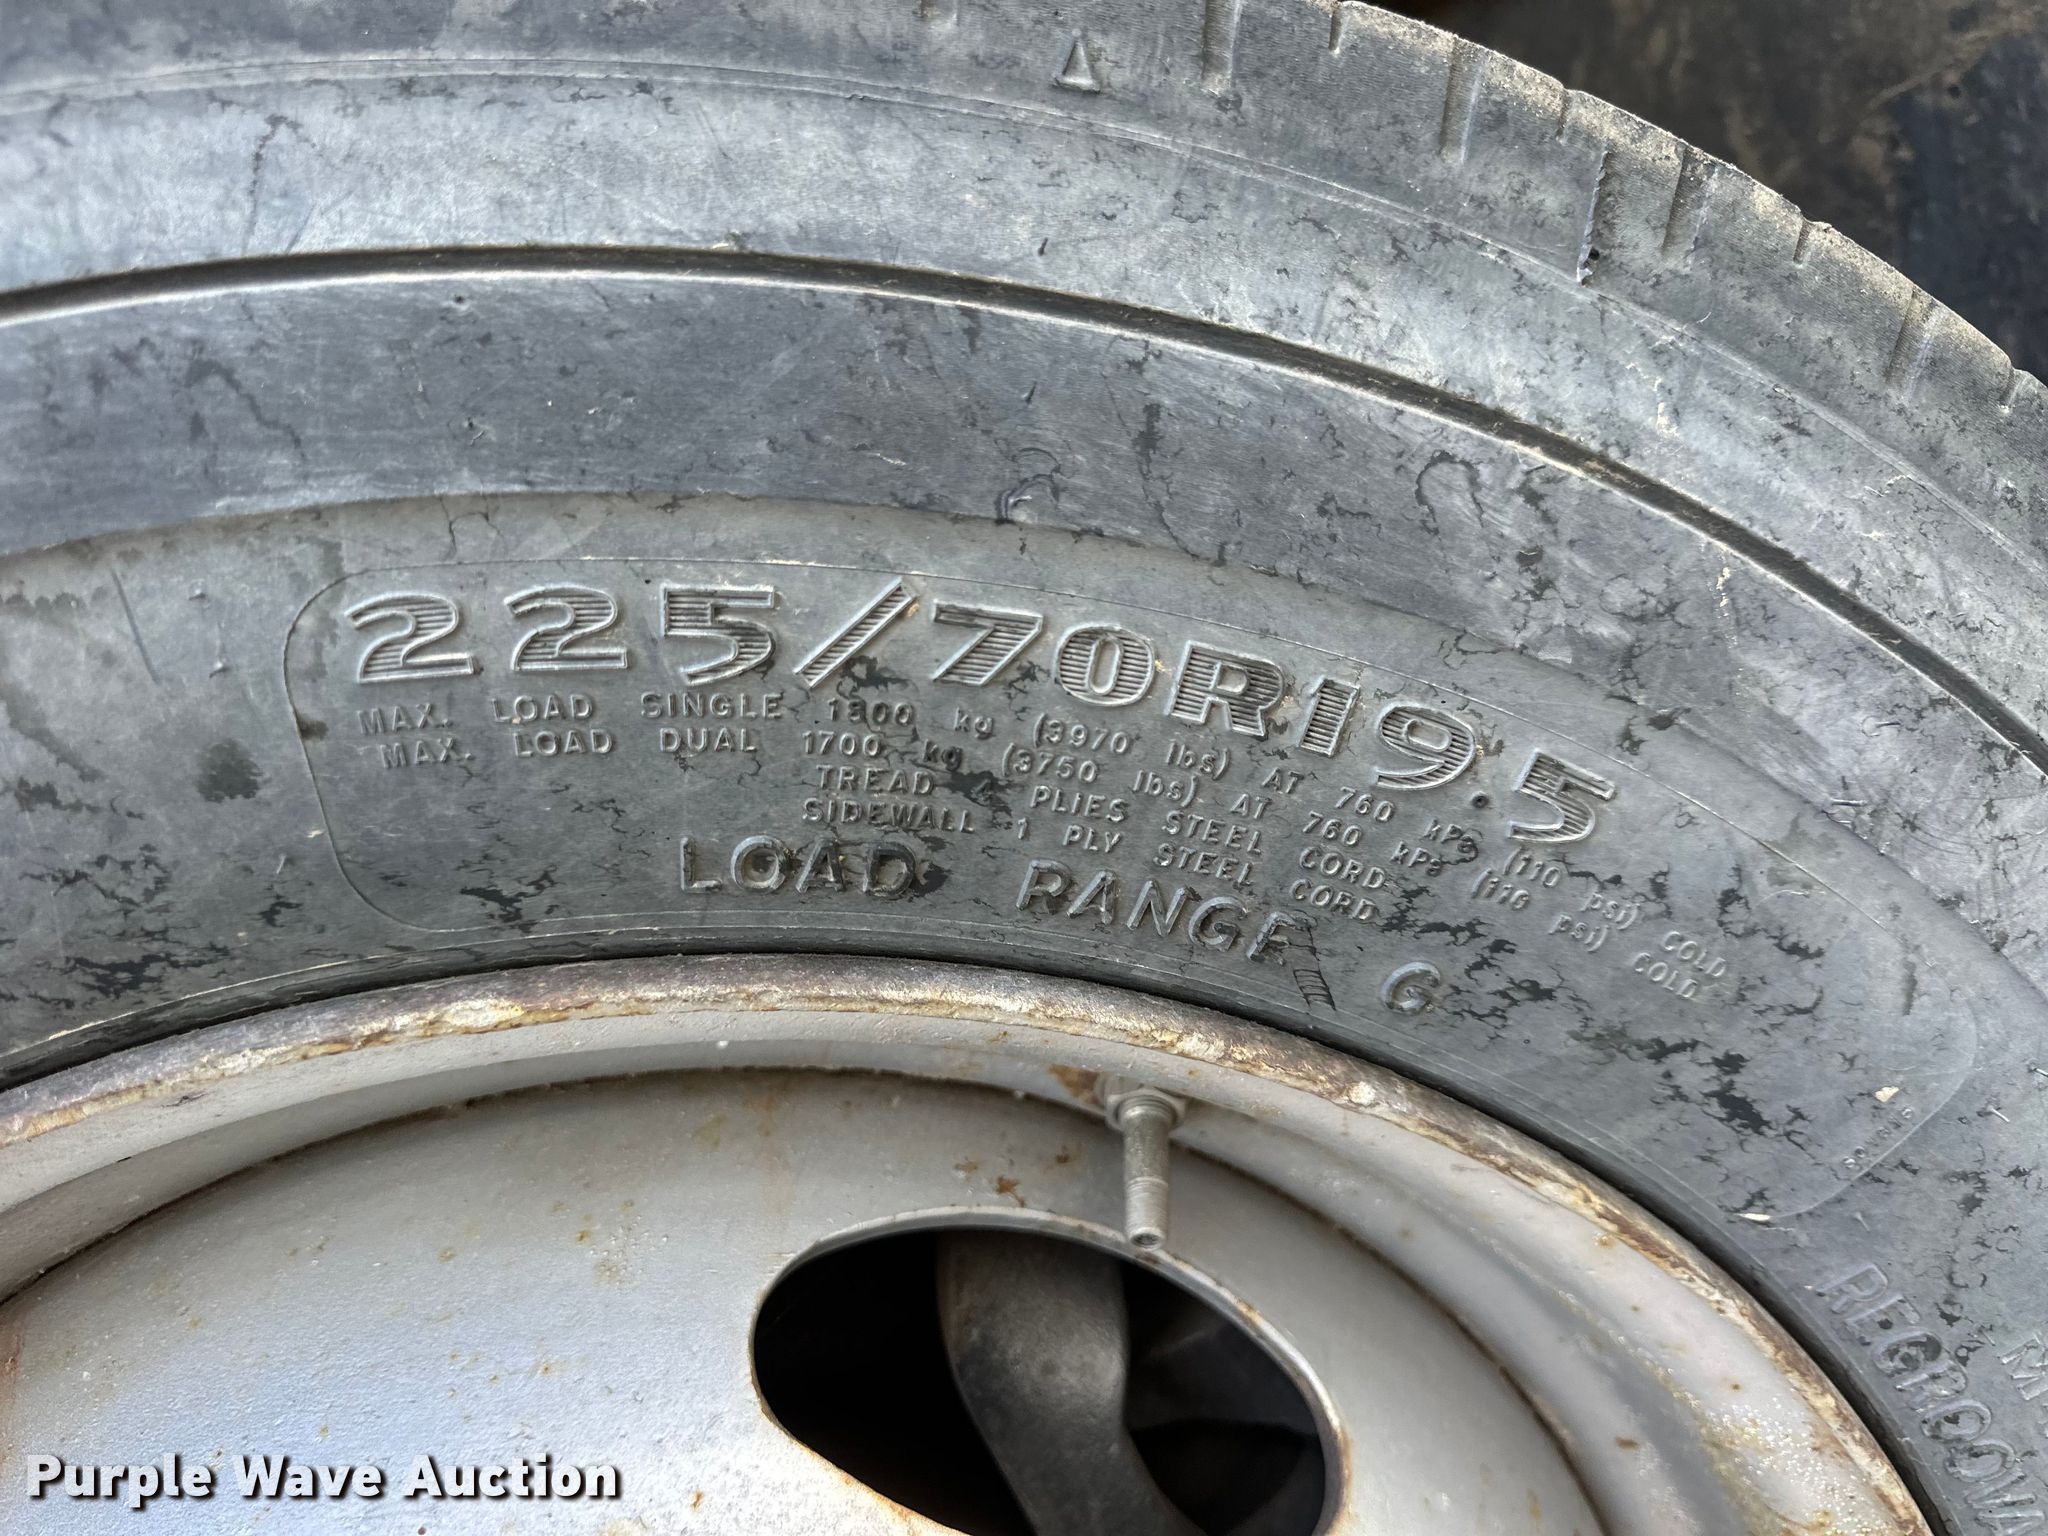 225/70R19.5
MAX. LOAD SINGLE 1800 kg (3970 lbs) AT 760 kPa (110 psi) COLD
MAX. LOAD DUAL 1700 kg (3750 lbs) AT 760 kPa (110 psi) COLD
TREAD 4 PLIES STEEL CORD
SIDEWALL 1 PLY STEEL CORD
LOAD RANGE G
Purple Wave Auction